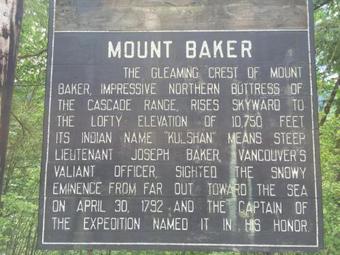 MOUNT BAKER
THE GLEAMING CREST OF MOUNT
BAKER, IMPRESSIVE NORTHERN BUTTRESS OF
THE CASCADE RANGE, RISES SKYWARD TO
THE LOFTY ELEVATION OF 10,750 FEET
ITS INDIAN NAME "KULSHAN" MEANS STEEP
LIEUTENANT JOSEPH BAKER, VANCOUVER'S
VALIANT OFFICER, SIGHTED THE SNOWY
EMINENCE FROM FAR OUT TOWARD THE SEA
ON APRIL 30, 1792 AND THE CAPTAIN OF
THE EXPEDITION NAMED IT IN HIS HONOR.